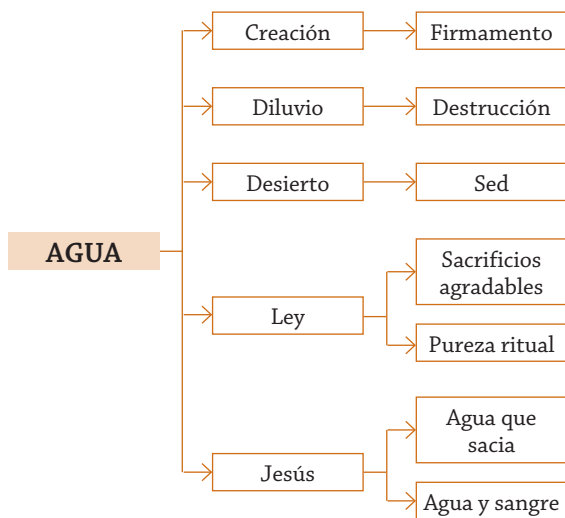 Creación
Firmamento
Diluvio
Destrucción
Desierto
Sed
AGUA
Ley
Sacrificios
agradables
Pureza ritual
Jesús
Agua que
sacia
Agua y sangre